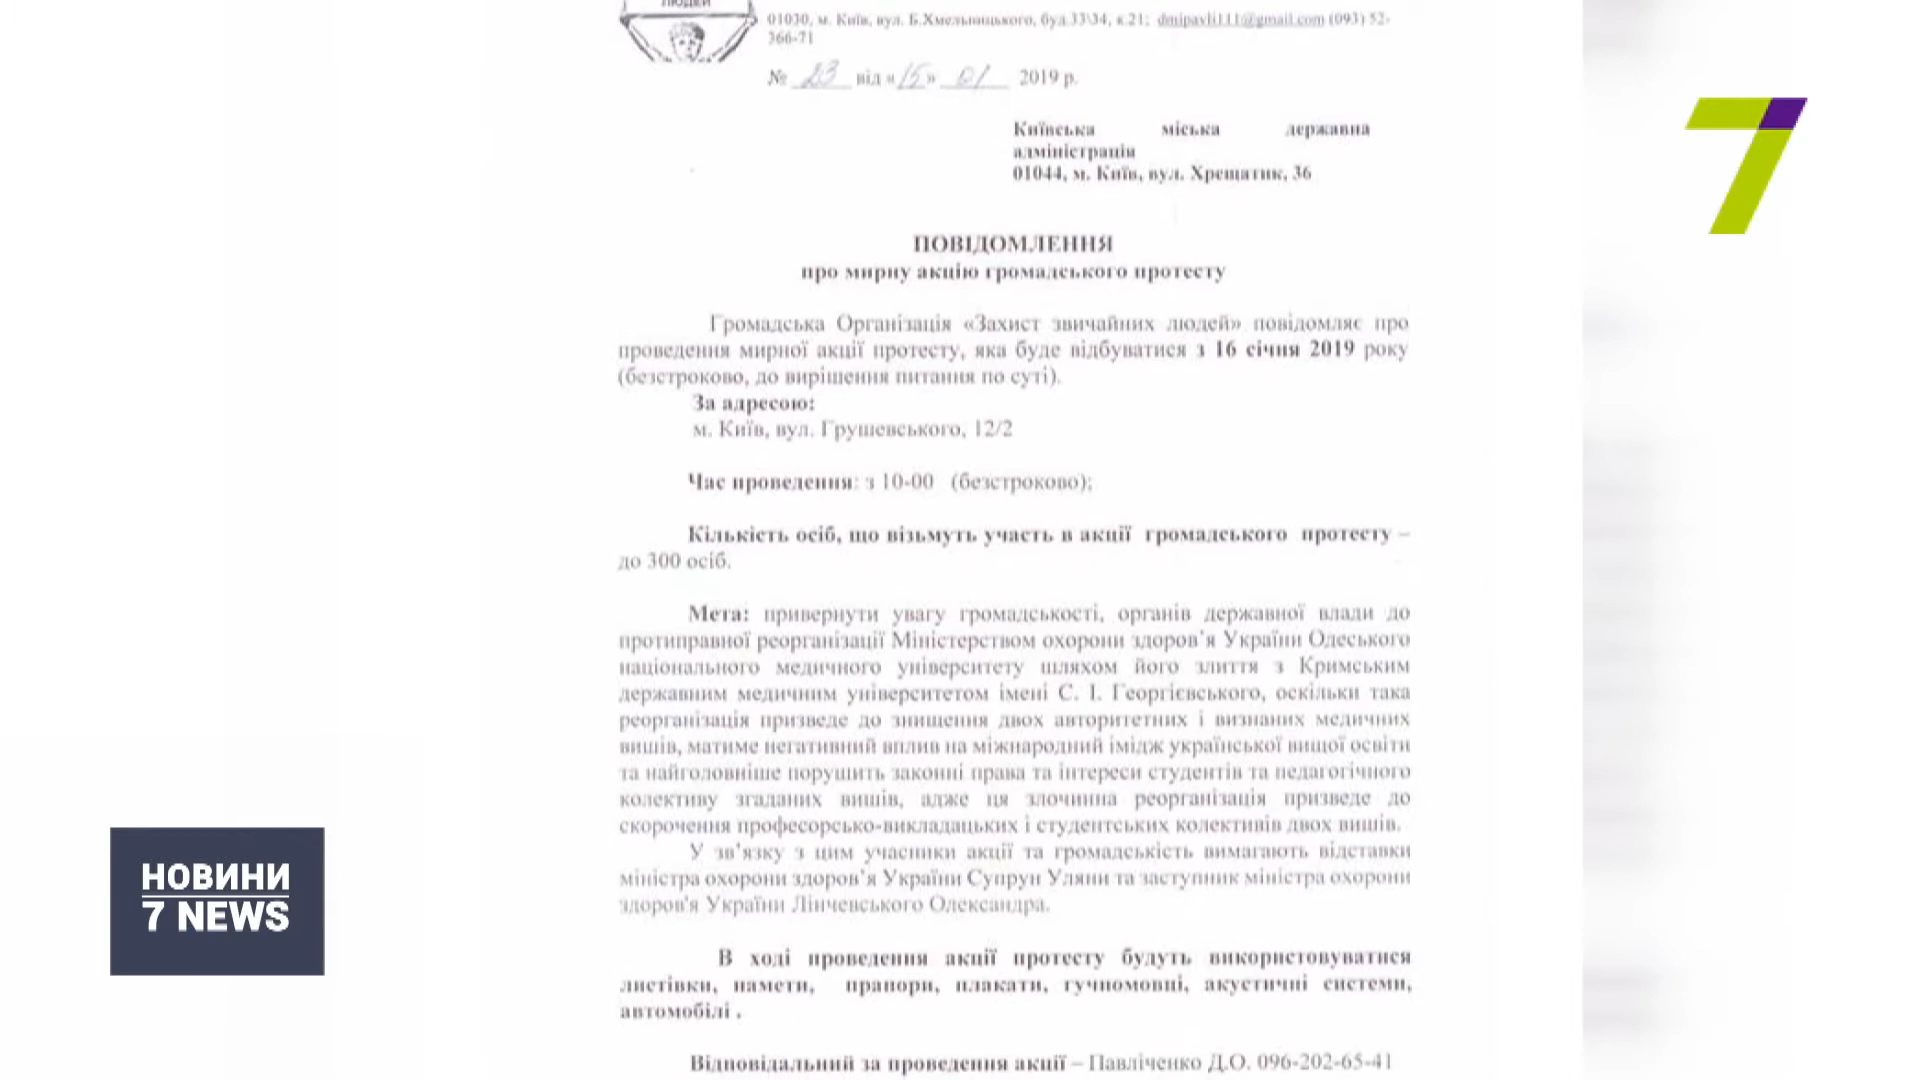 ЛЮДЕЙ
01030, м. Київ, вул. Б.Хмельницького, буд.33\34, к.21; dmipavli111@gmail.com (093) 52-
366-71
№ 23 від «15» 01 2019 р.
7
Київська міська державна
адміністрація
01044, м. Київ, вул. Хрещатик, 36
ПОВІДОМЛЕННЯ
про мирну акцію громадського протесту
Громадська Організація «Захист звичайних людей» повідомляє про
проведення мирної акції протесту, яка буде відбуватися з 16 січня 2019 року
(безстроково, до вирішення питання по суті).
За адресою:
м. Київ, вул. Грушевського, 12/2
Час проведення: з 10-00 (безстроково);
Кількість осіб, що візьмуть участь в акції громадського протесту –
до 300 осіб.
Мета: привернути увагу громадськості, органів державної влади до
протиправної реорганізації Міністерством охорони здоров’я України Одеського
національного медичного університету шляхом його злиття з Кримським
державним медичним університетом імені С. І. Георгієвського, оскільки така
реорганізація призведе до знищення двох авторитетних і визнаних медичних
вишів, матиме негативний вплив на міжнародний імідж української вищої освіти
та найголовніше порушить законні права та інтереси студентів та педагогічного
колективу згаданих вишів, адже ця злочинна реорганізація призведе до
скорочення професорсько-викладацьких і студентських колективів двох вишів.
У зв’язку з цим учасники акції та громадськість вимагають відставки
міністра охорони здоров’я України Супрун Уляни та заступник міністра охорони
здоров'я України Лінчевського Олександра.
В ході проведення акції протесту будуть використовуватися
листівки, намети, прапори, плакати, гучномовці, акустичні системи,
автомобілі .
Відповідальний за проведення акції – Павліченко Д.О. 096-202-65-41
НОВИНИ
7 NEWS